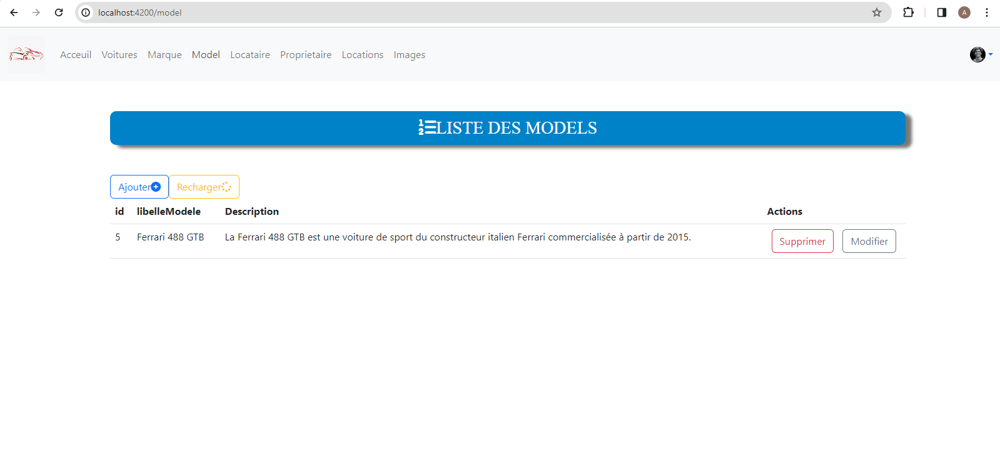 localhost:4200/model
A
Acceuil Voitures Marque Model Locataire Proprietaire Locations Images
LISTE DES MODELS
Ajouter Recharger
id libelleModele Description Actions
5 Ferrari 488 GTB La Ferrari 488 GTB est une voiture de sport du constructeur italien Ferrari commercialisée à partir de 2015. Supprimer Modifier